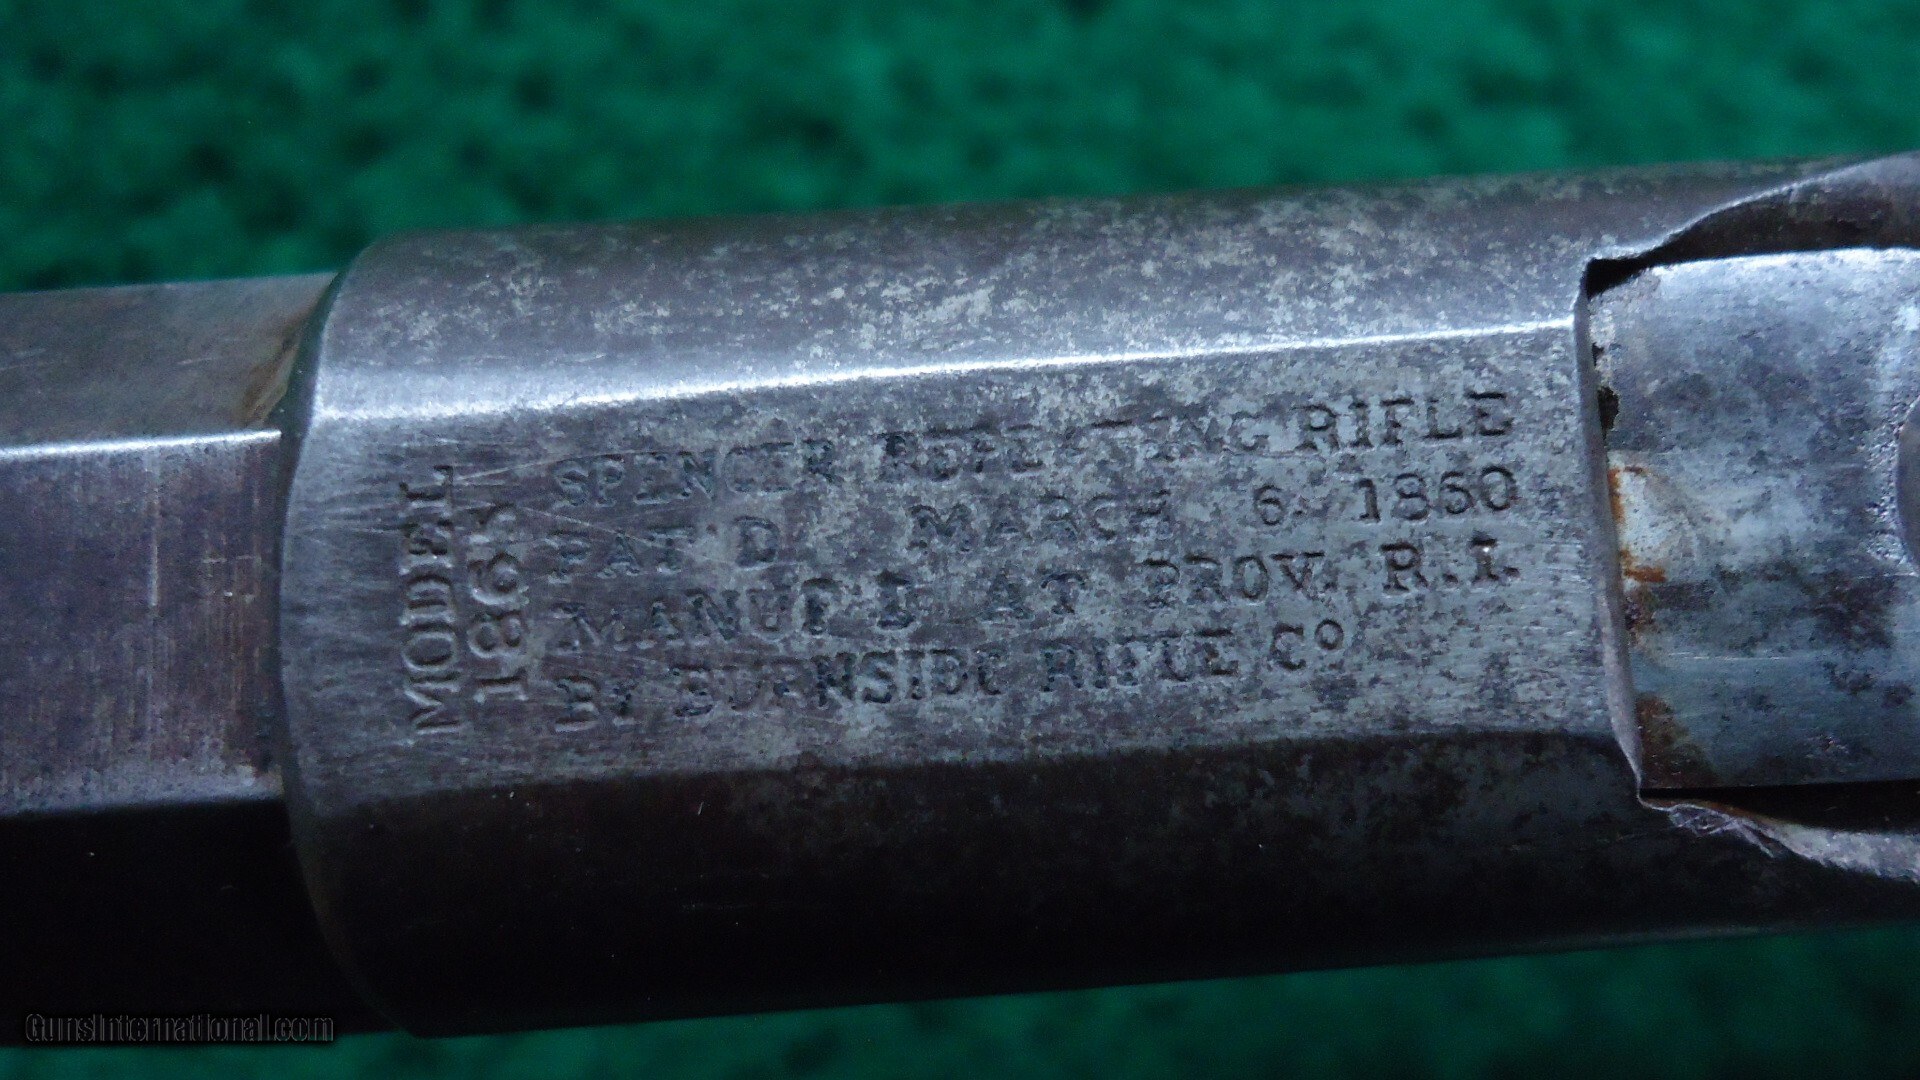 MODEL
1865
SPENCER REPEATING RIFLE
PAT'D. MARCH 6, 1860
MANUF'D AT PROV. R.I.
BY BURNSIDE RIFLE Co
GunsInternational.com